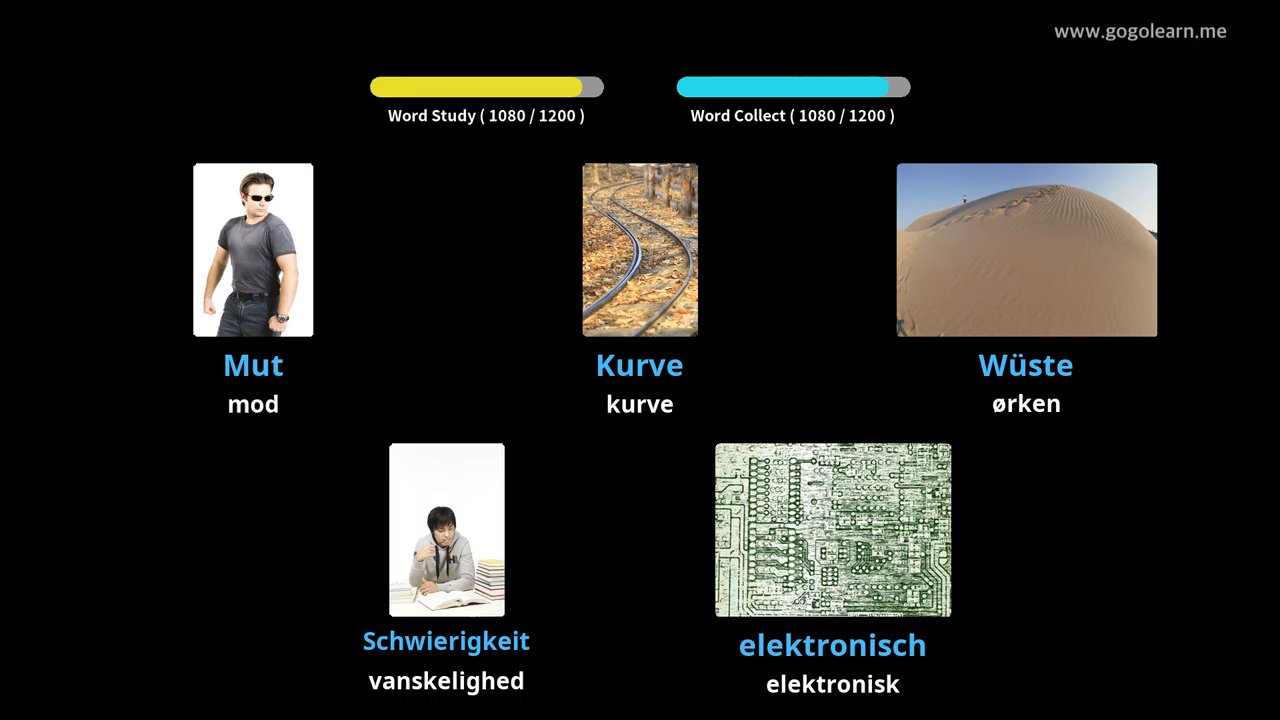 www.gogolearn.me
Word Study ( 1080 / 1200 )
Word Collect ( 1080 / 1200 )
Mut
mod
Kurve
kurve
Wüste
ørken
Schwierigkeit
vanskelighed
elektronisch
elektronisk